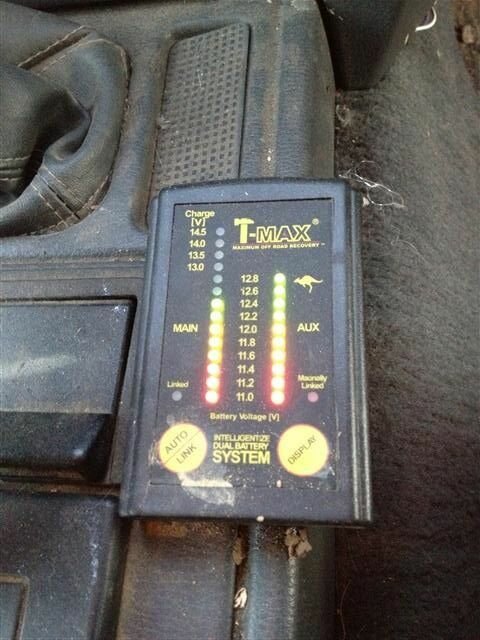 Charge
[V]
14.5
14.0
13.5
13.0
T-MAX®
MAXIMUM OFF ROAD RECOVERY™
12.8
12.6
12.4
12.2
MAIN 12.0 AUX
11.8
11.6
11.4
Linked 11.2 Manually
Linked
11.0
Battery Voltage [V]
AUTO
LINK
INTELLIGENTIZE
DUAL BATTERY
SYSTEM
DISPLAY